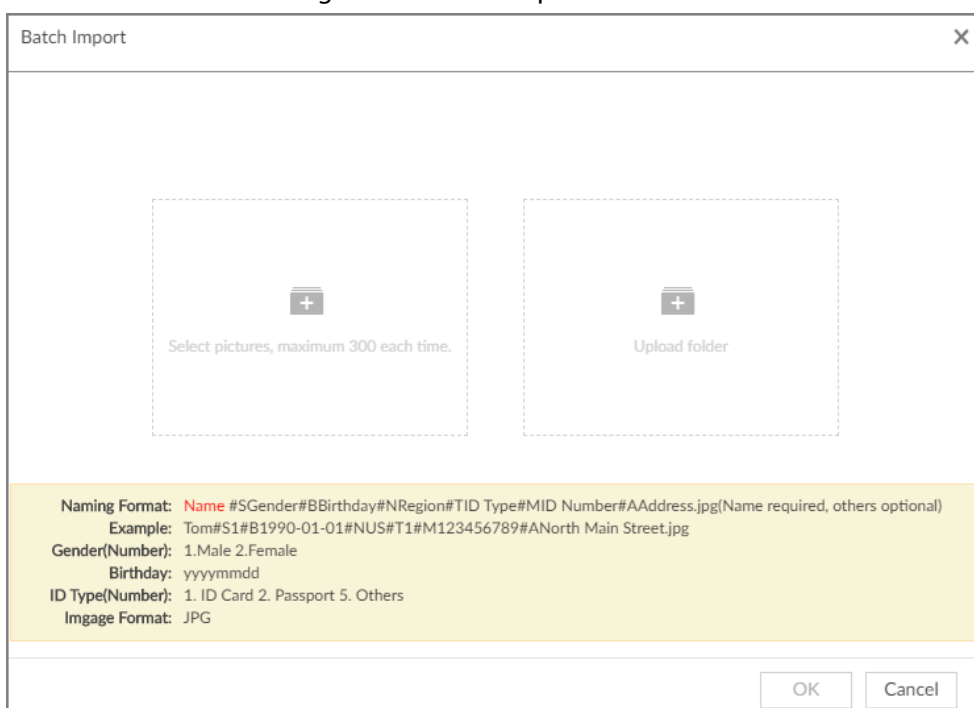 Batch Import
Select pictures, maximum 300 each time.
Upload folder
Naming Format: Name #SGender#BBirthday#NRegion#TID Type#MID Number#AAddress.jpg(Name required, others optional)
Example: Tom#S1#B1990-01-01#NUS#T1#M123456789#ANorth Main Street.jpg
Gender(Number): 1.Male 2.Female
Birthday: yyyymmdd
ID Type(Number): 1. ID Card 2. Passport 5. Others
Imgage Format: JPG
OK Cancel